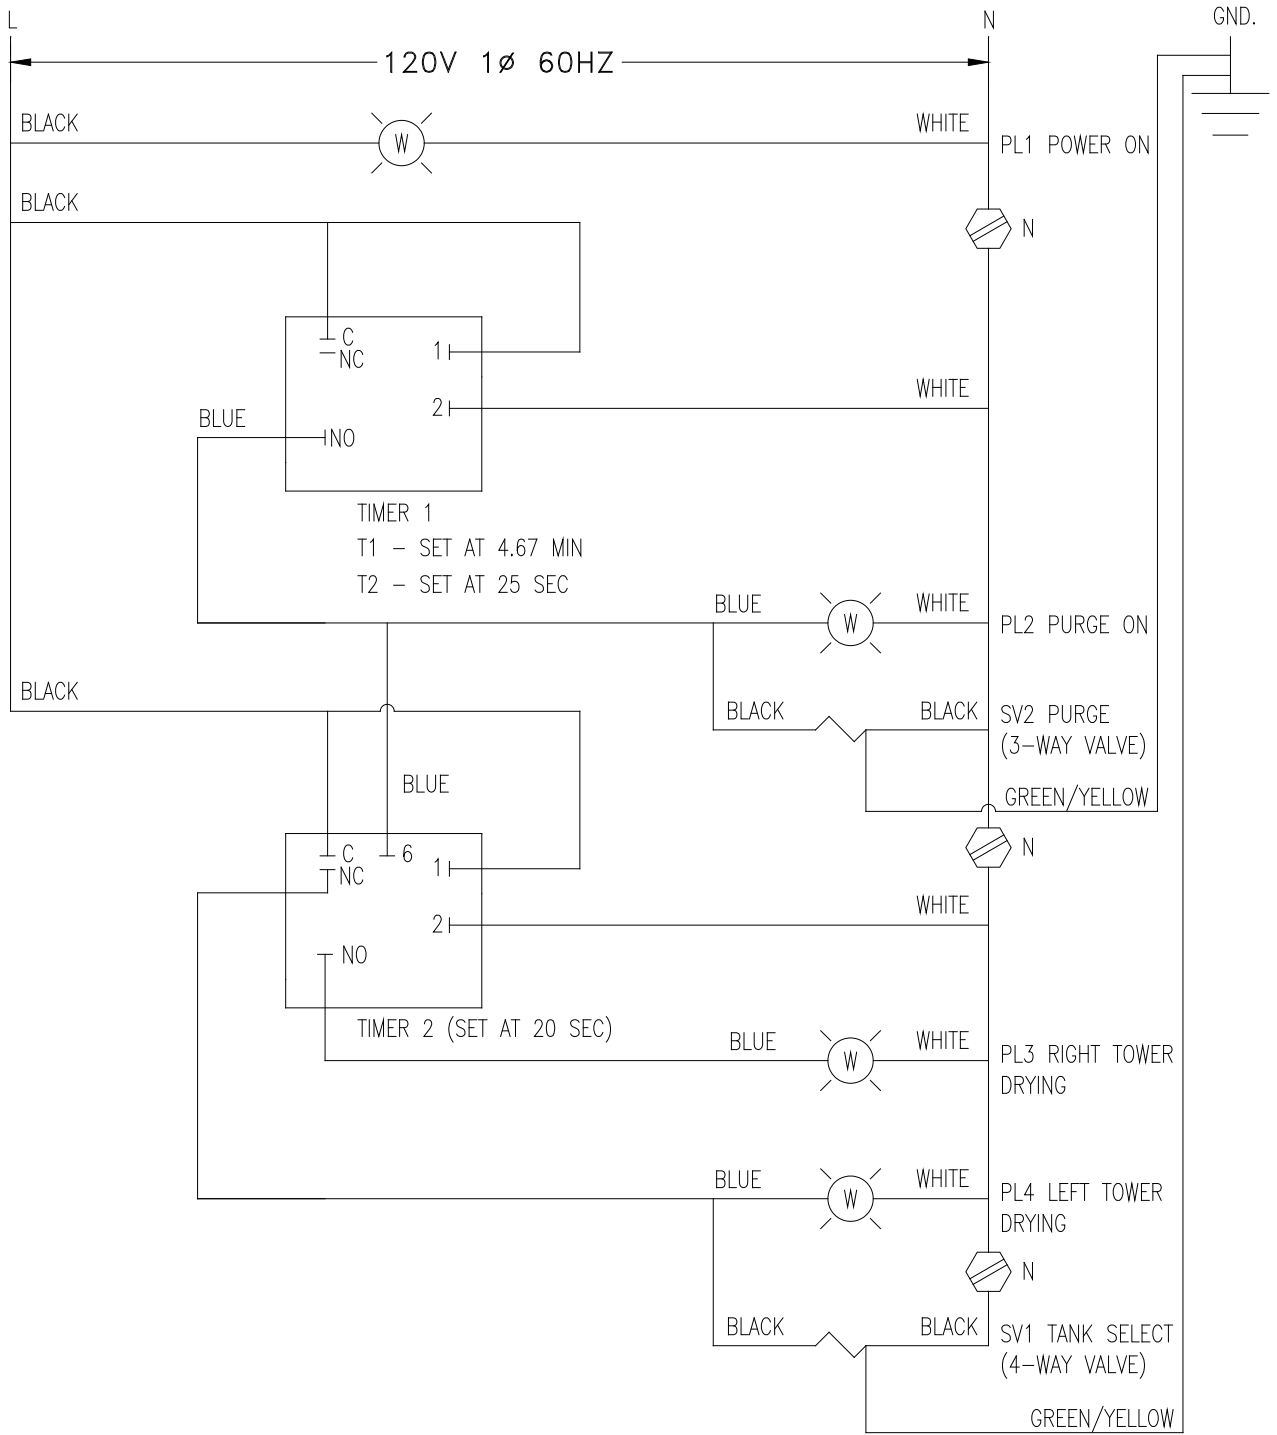 L
N
GND.
120V 1ø 60HZ
BLACK
W
WHITE
PL1 POWER ON
BLACK
N
C
NC
1
2
WHITE
BLUE
NO
TIMER 1
T1 – SET AT 4.67 MIN
T2 – SET AT 25 SEC
BLUE
W
WHITE
PL2 PURGE ON
BLACK
BLACK
BLACK
SV2 PURGE
(3–WAY VALVE)
BLUE
GREEN/YELLOW
N
C
NC
6
1
2
WHITE
NO
TIMER 2 (SET AT 20 SEC)
BLUE
W
WHITE
PL3 RIGHT TOWER
DRYING
BLUE
W
WHITE
PL4 LEFT TOWER
DRYING
N
BLACK
BLACK
SV1 TANK SELECT
(4–WAY VALVE)
GREEN/YELLOW